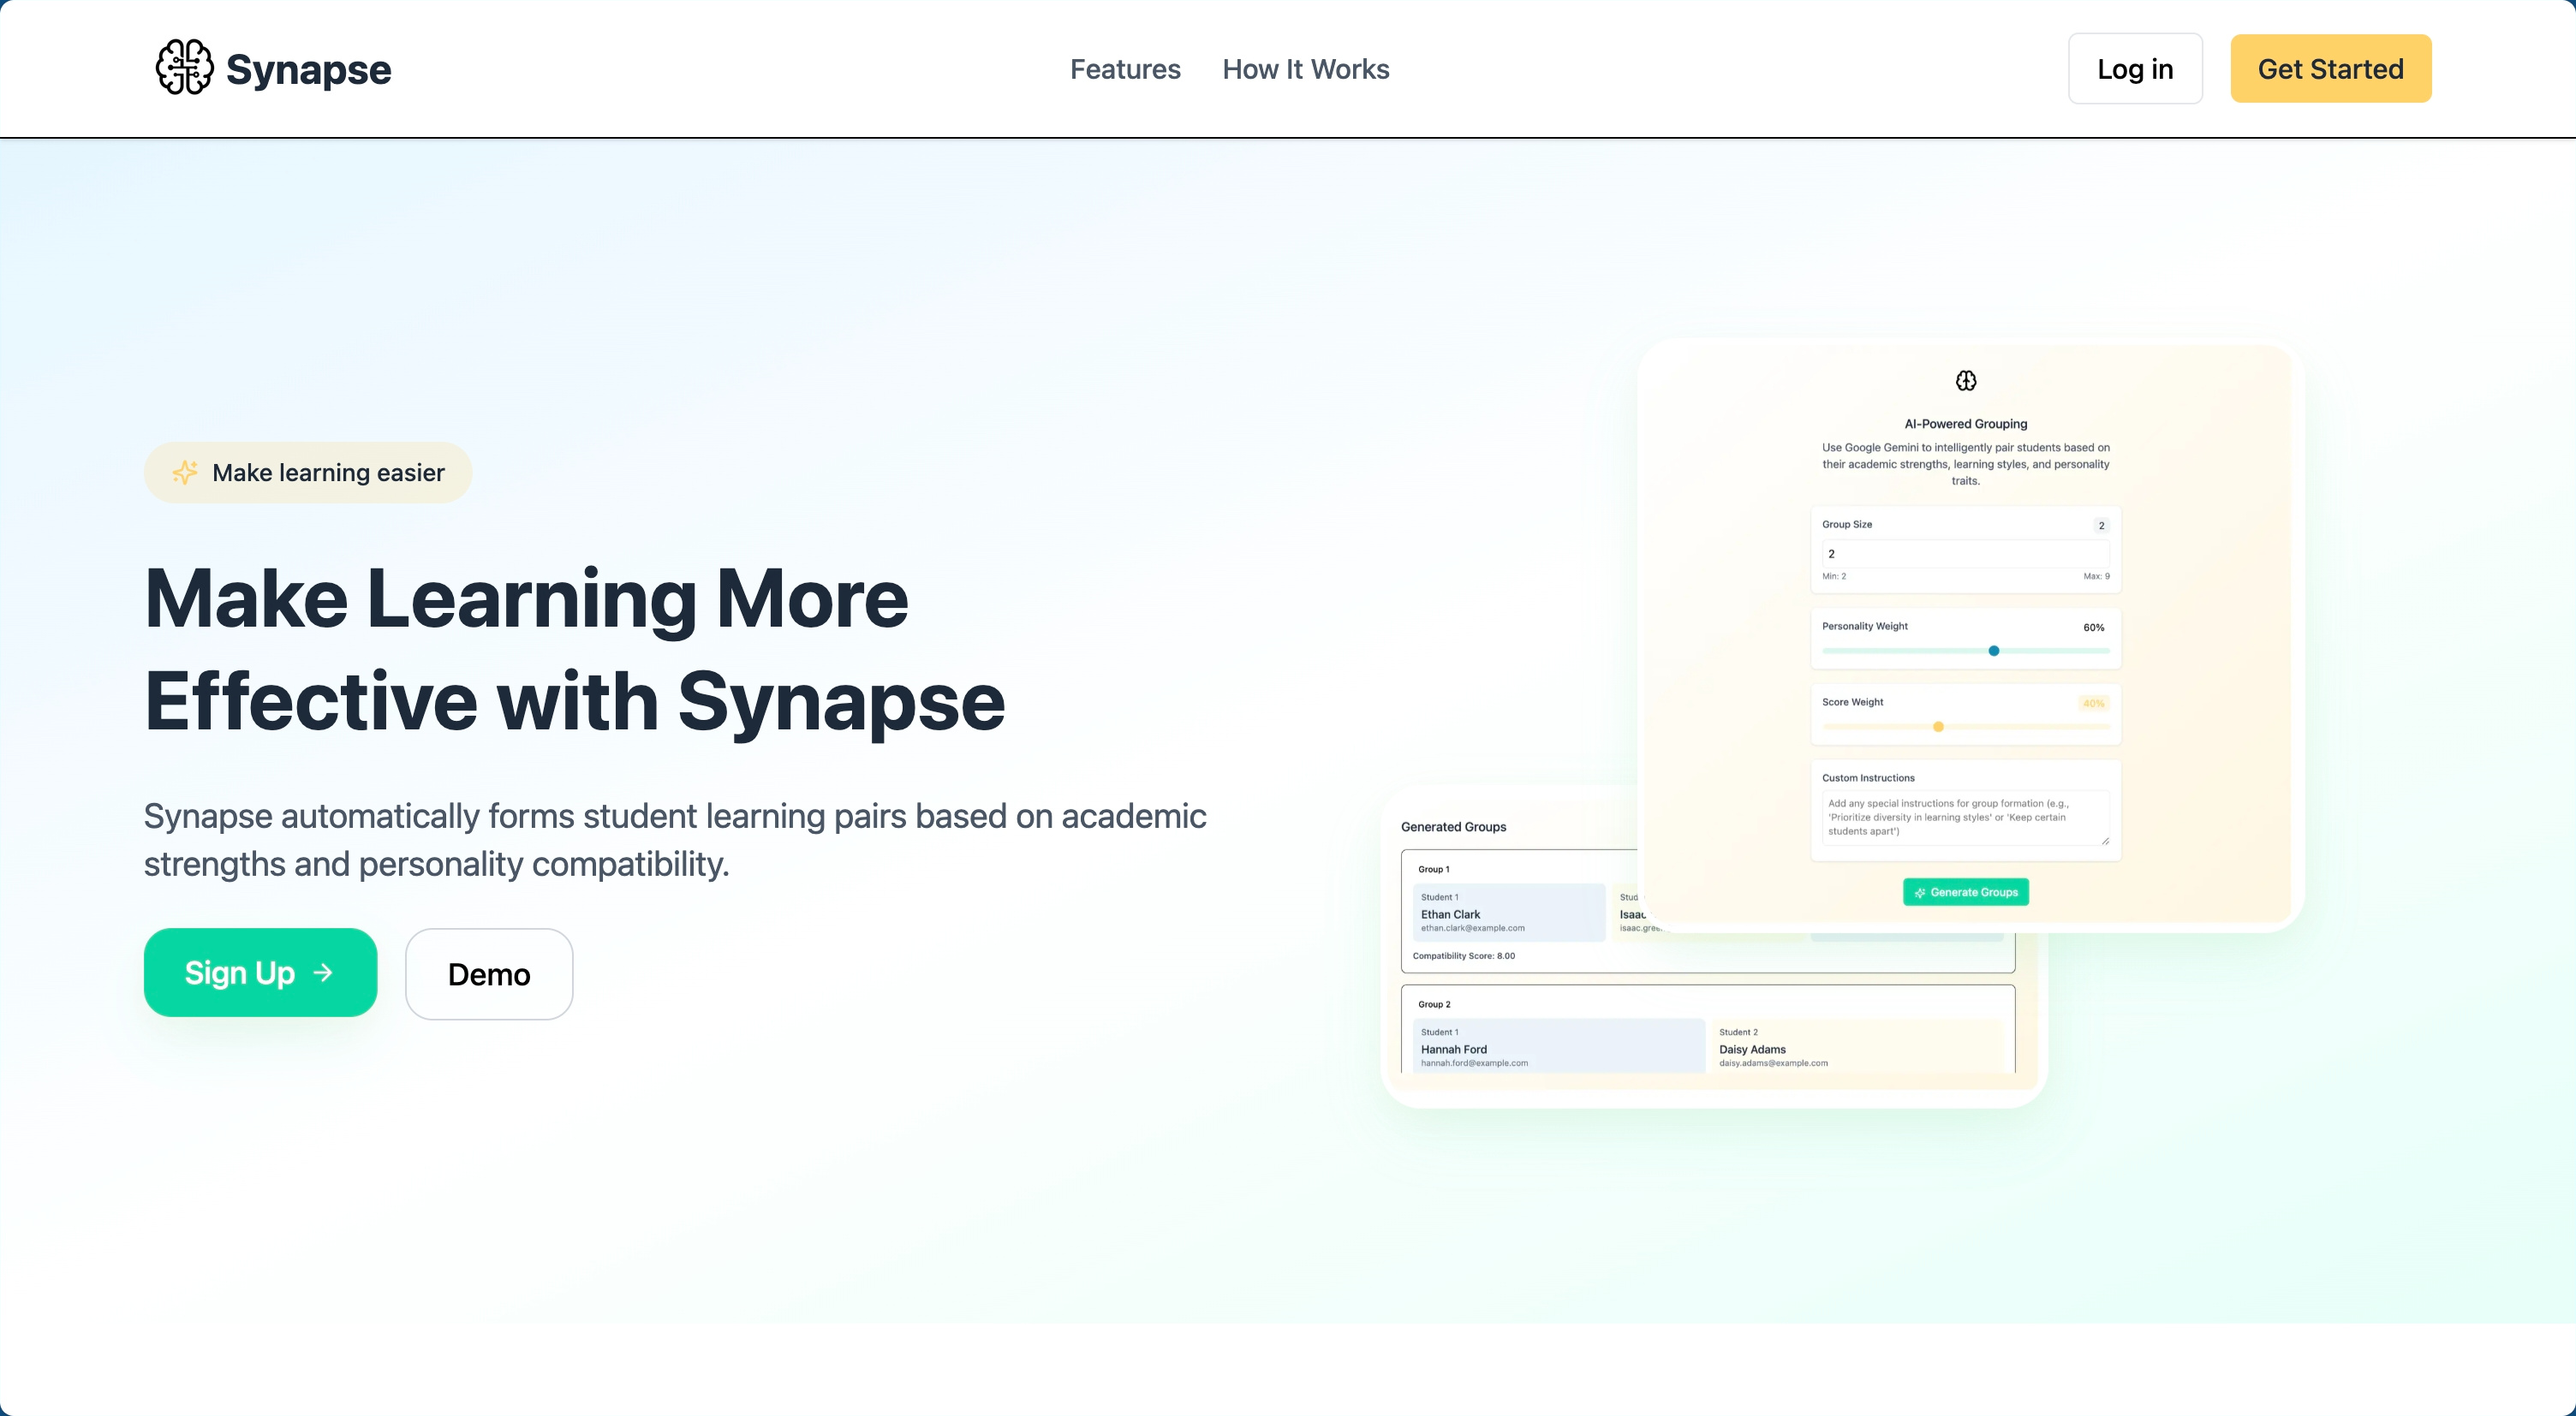 Synapse
Features
How It Works
Log in
Get Started
Make learning easier
Make Learning More
Effective with Synapse
Synapse automatically forms student learning pairs based on academic
strengths and personality compatibility.
Sign Up
Demo
AI-Powered Grouping
Use Google Gemini to intelligently pair students based on
their academic strengths, learning styles, and personality
traits.
Group Size
2
2
Min: 2
Max: 9
Personality Weight
60%
Score Weight
40%
Custom Instructions
Add any special instructions for group formation (e.g.,
'Prioritize diversity in learning styles' or 'Keep certain
students apart')
Generate Groups
Generated Groups
Group 1
Student 1
Ethan Clark
ethan.clark@example.com
Stud
Isaac
isaac.gree
Compatibility Score: 8.00
Group 2
Student 1
Hannah Ford
hannah.ford@example.com
Student 2
Daisy Adams
daisy.adams@example.com